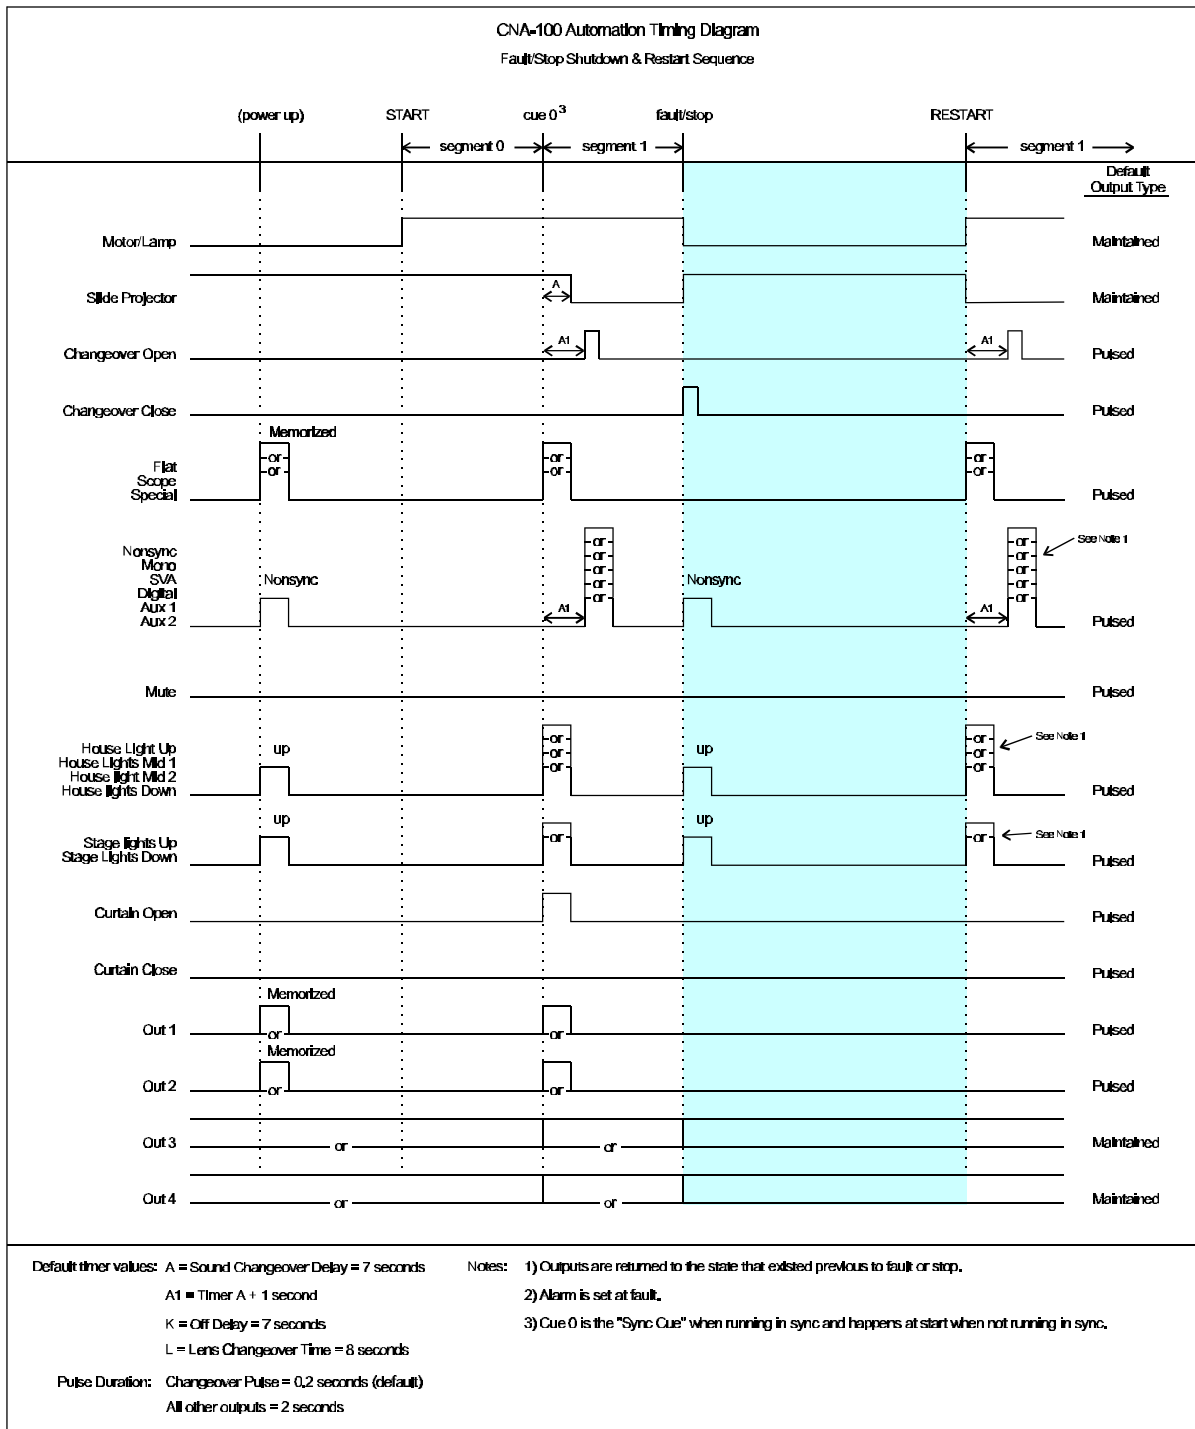 CNA-100 Automation Timing Diagram
Fault/Stop Shutdown & Restart Sequence
(power up) START cue 0³ fault/stop RESTART
segment 0 segment 1 segment 1
Default
Output Type
Motor/Lamp Maintained
Slide Projector A Maintained
Changeover Open A1 A1 Pulsed
Changeover Close Pulsed
Memorized
Flat
Scope
Special
or or or
or or or
Pulsed
Nonsync
Mono
SVA
Digital
Aux 1
Aux 2
Nonsync Nonsync
or or
or or
or or
or or
or or
A1 A1
See Note 1
Pulsed
Mute Pulsed
House Light Up
House Lights Mid 1
House light Mid 2
House lights Down
up up
or or
or or
or or
See Note 1
Pulsed
Stage lights Up
Stage Lights Down
up up
or or
See Note 1
Pulsed
Curtain Open Pulsed
Curtain Close Pulsed
Memorized
Out 1 or or Pulsed
Memorized
Out 2 or or Pulsed
Out 3 or or Maintained
Out 4 or or Maintained
Default timer values: A = Sound Changeover Delay = 7 seconds
A1 = Timer A + 1 second
K = Off Delay = 7 seconds
L = Lens Changeover Time = 8 seconds
Pulse Duration: Changeover Pulse = 0.2 seconds (default)
All other outputs = 2 seconds
Notes: 1) Outputs are returned to the state that existed previous to fault or stop.
2) Alarm is set at fault.
3) Cue 0 is the "Sync Cue" when running in sync and happens at start when not running in sync.